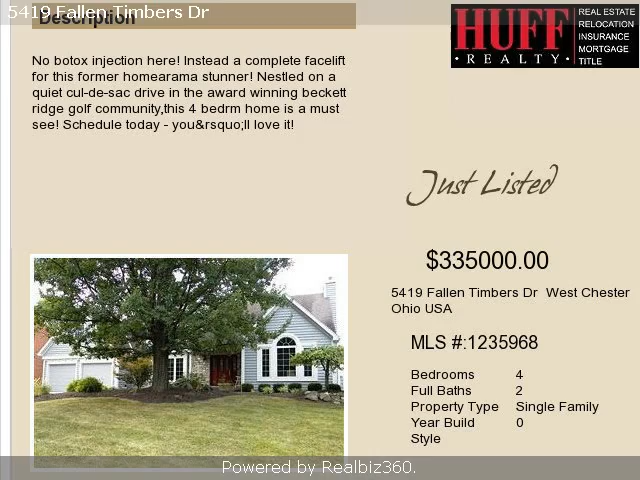 5419 Fallen Timbers Dr
Description
No botox injection here! Instead a complete facelift
for this former homearama stunner! Nestled on a
quiet cul-de-sac drive in the award winning beckett
ridge golf community,this 4 bedrm home is a must
see! Schedule today - you&rsquo;ll love it!
HUFF
·REALTY·
REAL ESTATE
RELOCATION
INSURANCE
MORTGAGE
TITLE
Just Listed
$335000.00
5419 Fallen Timbers Dr  West Chester
Ohio USA
MLS #:1235968
Bedrooms 4
Full Baths 2
Property Type Single Family
Year Build 0
Style
Powered by Realbiz360.